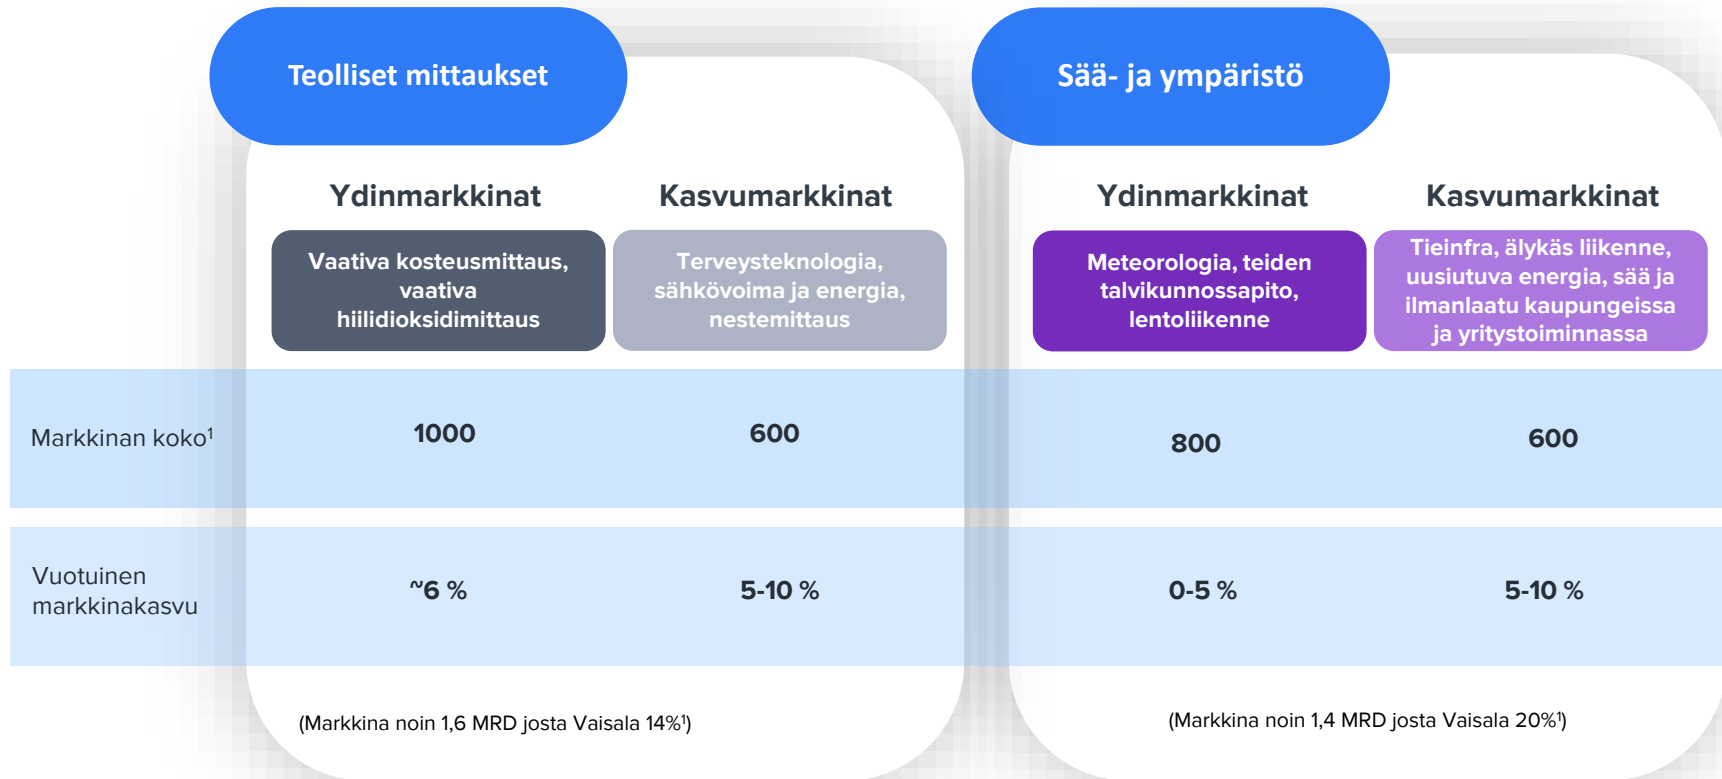 Teolliset mittaukset
Sää- ja ympäristö
Ydinmarkkinat
Kasvumarkkinat
Ydinmarkkinat
Kasvumarkkinat
Vaativa kosteusmittaus,
vaativa
hiilidioksidimittaus
Terveysteknologia,
sähkövoima ja energia,
nestemittaus
Meteorologia, teiden
talvikunnossapito,
lentoliikenne
Tieinfra, älykäs liikenne,
uusiutuva energia, sää ja
ilmanlaatu kaupungeissa
ja yritystoiminnassa
Markkinan koko¹
1000
600
800
600
Vuotuinen
markkinakasvu
~6 %
5-10 %
0-5 %
5-10 %
(Markkina noin 1,6 MRD josta Vaisala 14%¹)
(Markkina noin 1,4 MRD josta Vaisala 20%¹)